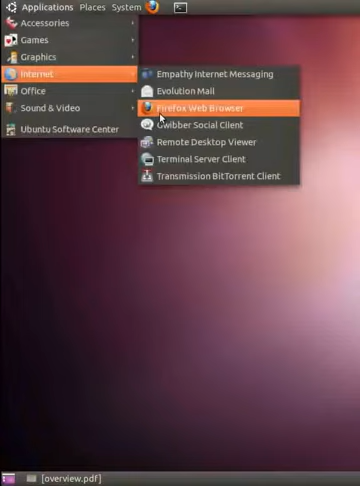 Applications Places System
Accessories
Games
Graphics
Internet
Office
Sound & Video
Ubuntu Software Center
Empathy Internet Messaging
Evolution Mail
Firefox Web Browser
Gwibber Social Client
Remote Desktop Viewer
Terminal Server Client
Transmission BitTorrent Client
[overview.pdf]